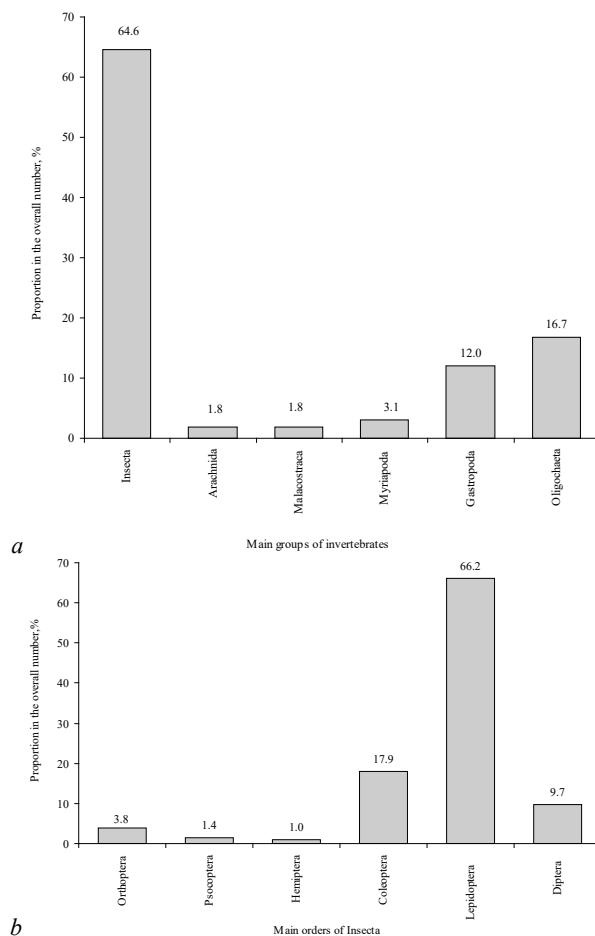 70
64.6
60
50
40
30
20
16.7
12.0
10
1.8
1.8
3.1
0
Proportion in the overall number, %
Insecta
Arachnida
Malacostraca
Myriapoda
Gastropoda
Oligochaeta
a
Main groups of invertebrates
70
66.2
60
50
40
30
20
17.9
10
9.7
3.8
1.4
1.0
0
Proportion in the overall number,%
Orthoptera
Psocoptera
Hemiptera
Coleoptera
Lepidoptera
Diptera
b
Main orders of Insecta